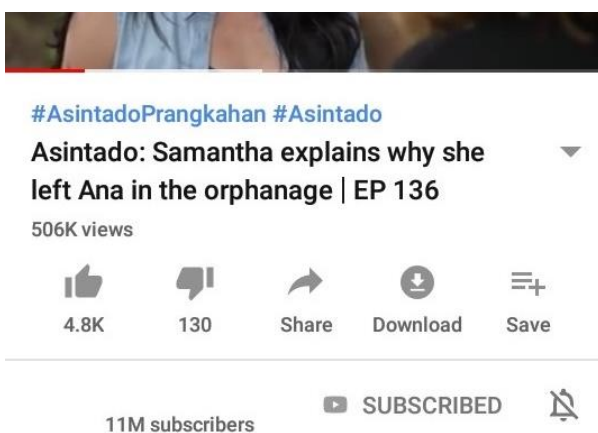 #AsintadoPrangkahan #Asintado
Asintado: Samantha explains why she
left Ana in the orphanage | EP 136
506K views
4.8K 130 Share Download Save
SUBSCRIBED
11M subscribers